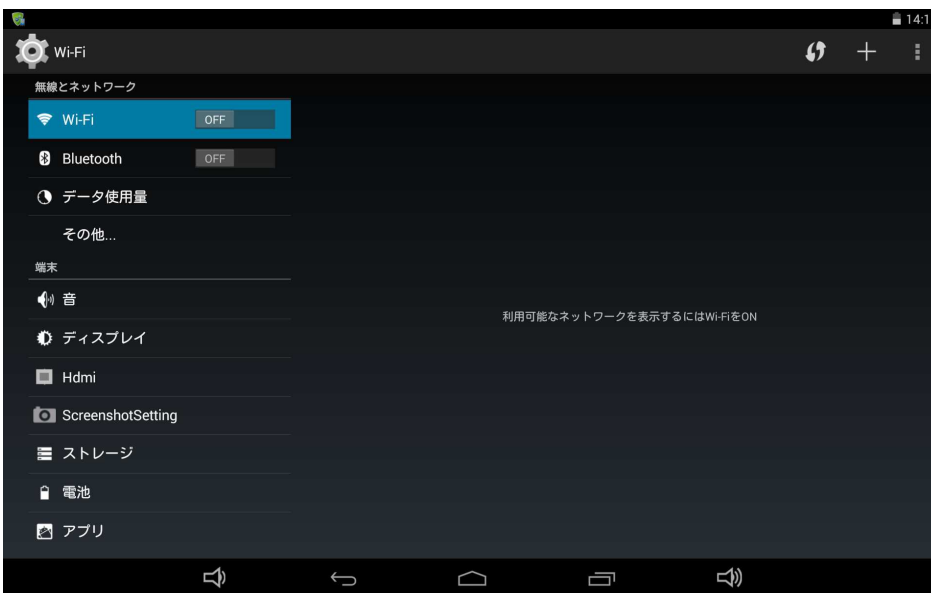 14:1
Wi-Fi
無線とネットワーク
Wi-Fi OFF
Bluetooth OFF
データ使用量
その他...
端末
音
ディスプレイ
Hdmi
ScreenshotSetting
ストレージ
電池
アプリ
利用可能なネットワークを表示するにはWi-FiをON